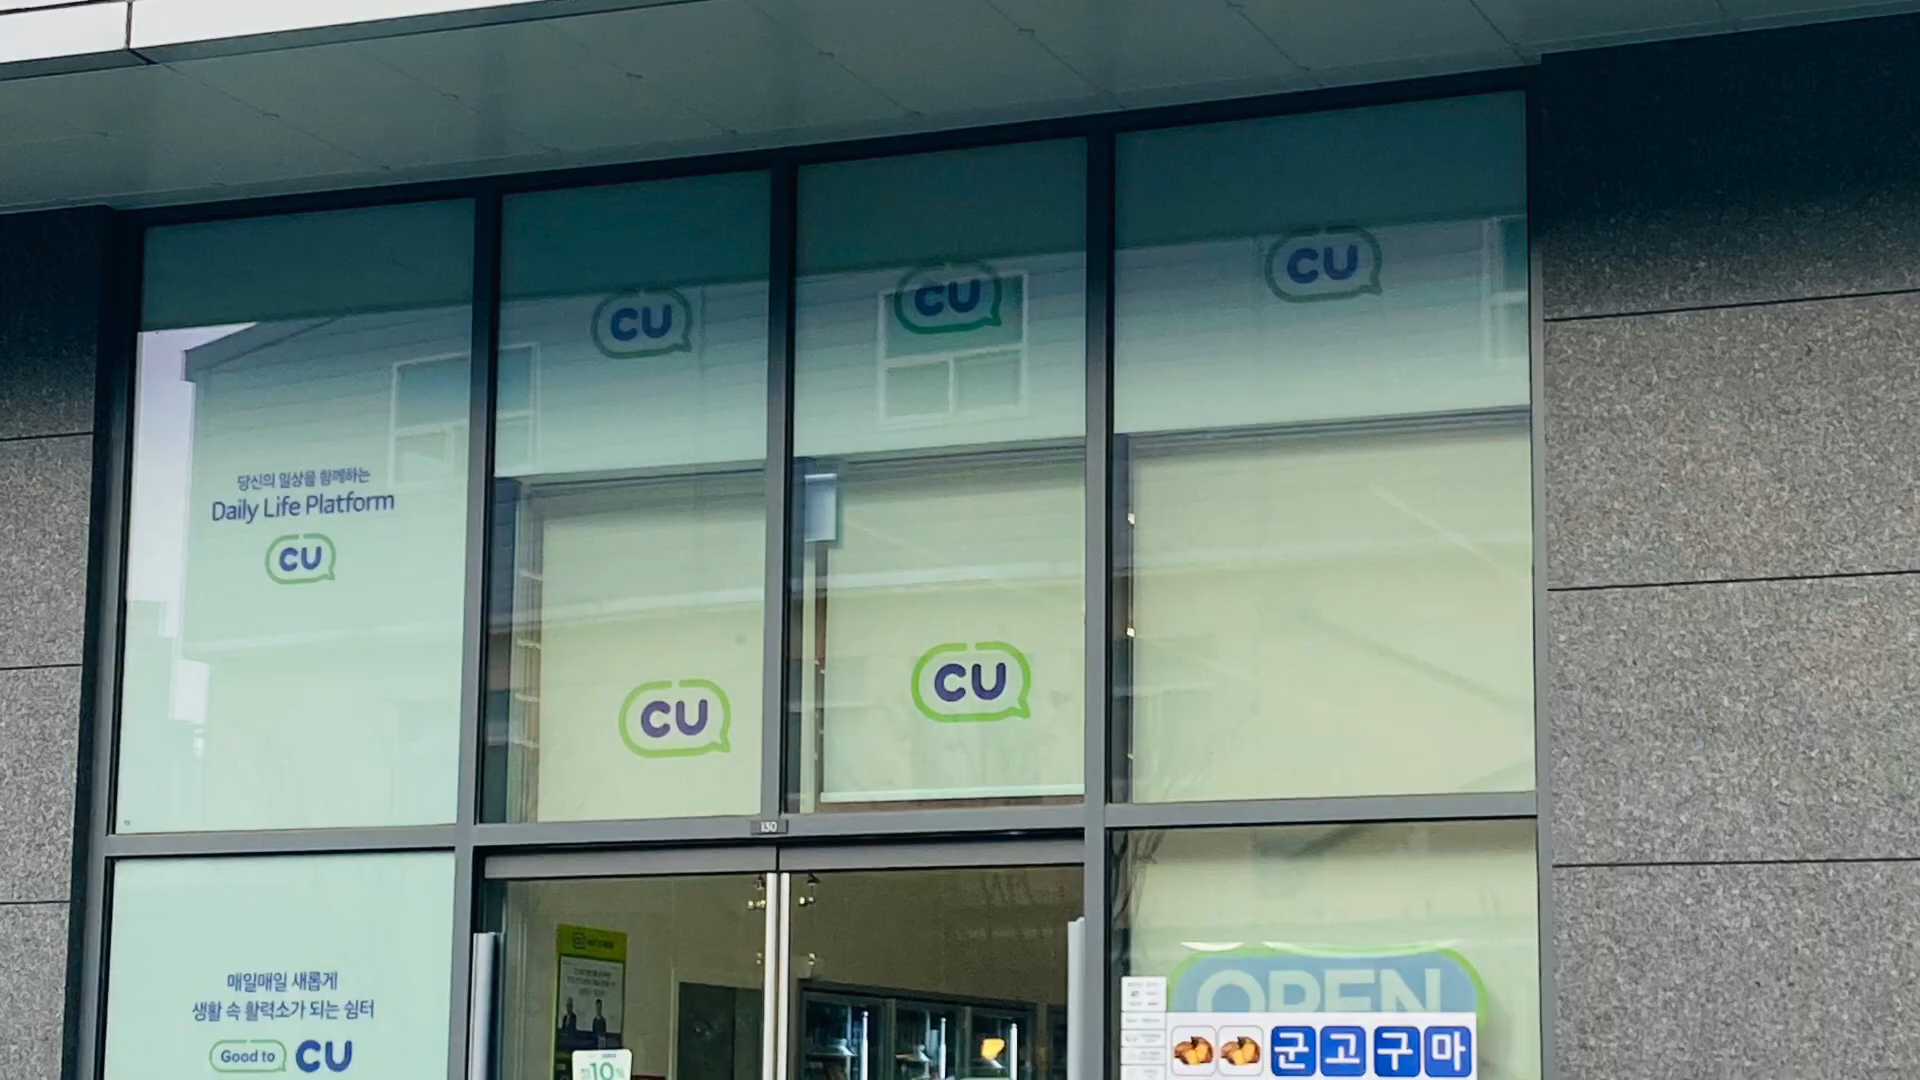 CU
CU
CU
당신의 일상을 함께하는
Daily Life Platform
CU
CU
CU
130
매일매일 새롭게
생활 속 활력소가 되는 쉼터
Good to CU
10%
OPEN
군고구마